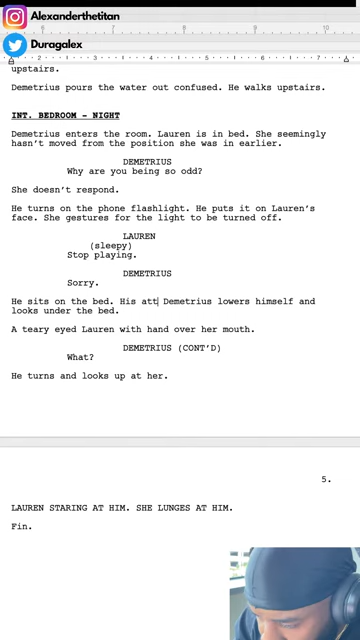 Alexanderthetitan
Duragalex
upstairs.
Demetrius pours the water out confused. He walks upstairs.
INT. BEDROOM - NIGHT
Demetrius enters the room. Lauren is in bed. She seemingly
hasn't moved from the position she was in earlier.
DEMETRIUS
Why are you being so odd?
She doesn't respond.
He turns on the phone flashlight. He puts it on Lauren's
face. She gestures for the light to be turned off.
LAUREN
(sleepy)
Stop playing.
DEMETRIUS
Sorry.
He sits on the bed. His att Demetrius lowers himself and
looks under the bed.
A teary eyed Lauren with hand over her mouth.
DEMETRIUS (CONT'D)
What?
He turns and looks up at her.
5.
LAUREN STARING AT HIM. SHE LUNGES AT HIM.
Fin.